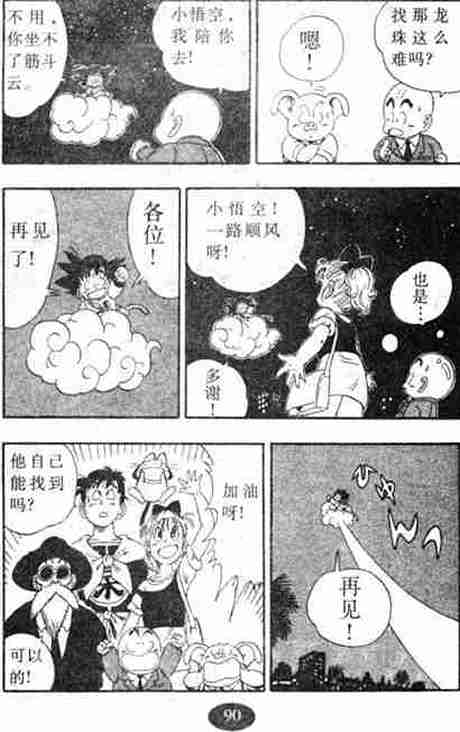 找那龙
珠这么
难吗?
嗯!
小悟空,
我陪你
去!
不用,
你坐不
了筋斗
云。
也是…
小悟空!
一路顺风
呀!
多谢!
各位!
再见
了!
再见!
加油
呀!
他自己
能找到
吗?
可以
的!
90